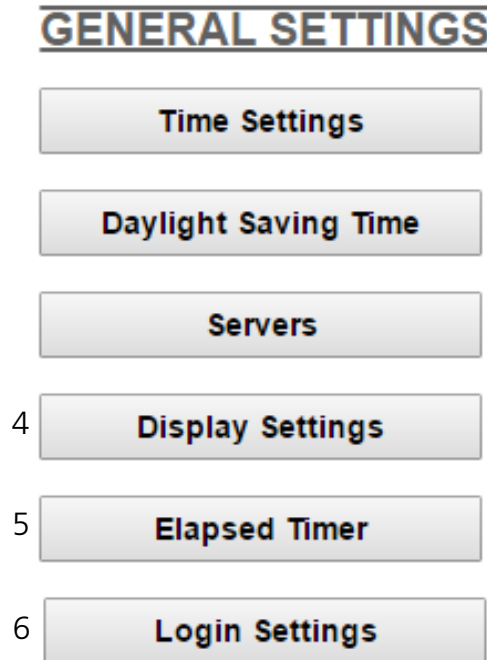 GENERAL SETTINGS
Time Settings
Daylight Saving Time
Servers
4 Display Settings
5 Elapsed Timer
6 Login Settings